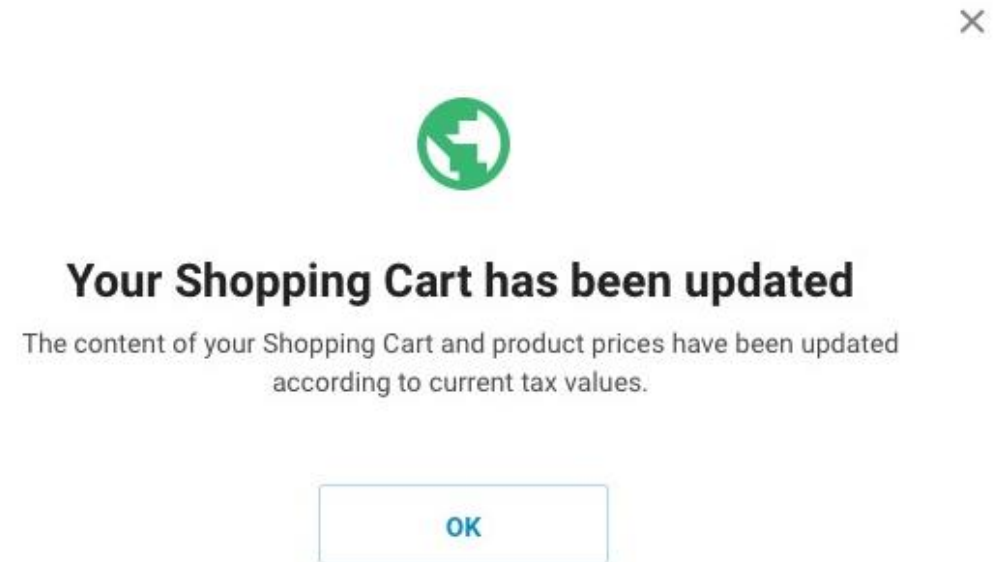 Your Shopping Cart has been updated
The content of your Shopping Cart and product prices have been updated
according to current tax values.
OK